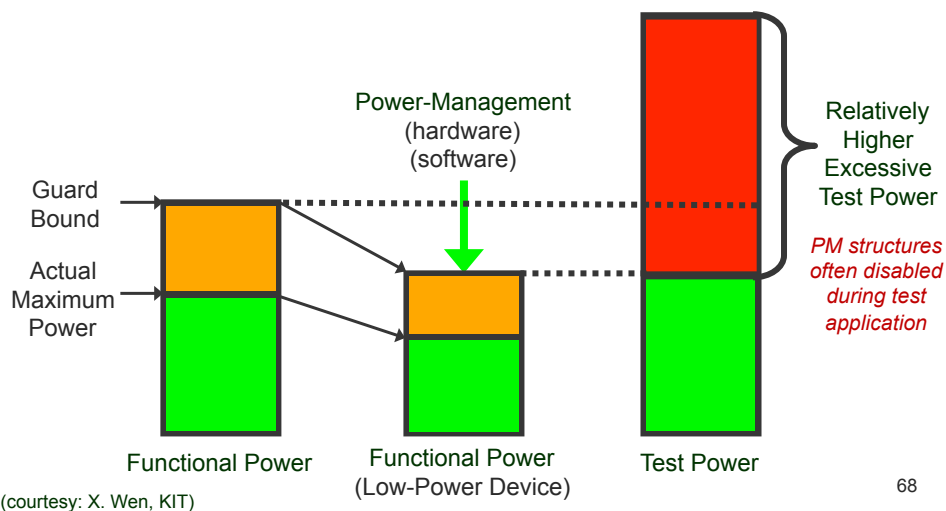 Power-Management
(hardware)
(software)
Guard
Bound
Actual
Maximum
Power
Relatively
Higher
Excessive
Test Power
PM structures
often disabled
during test
application
Functional Power
Functional Power
(Low-Power Device)
Test Power
(courtesy: X. Wen, KIT)
68